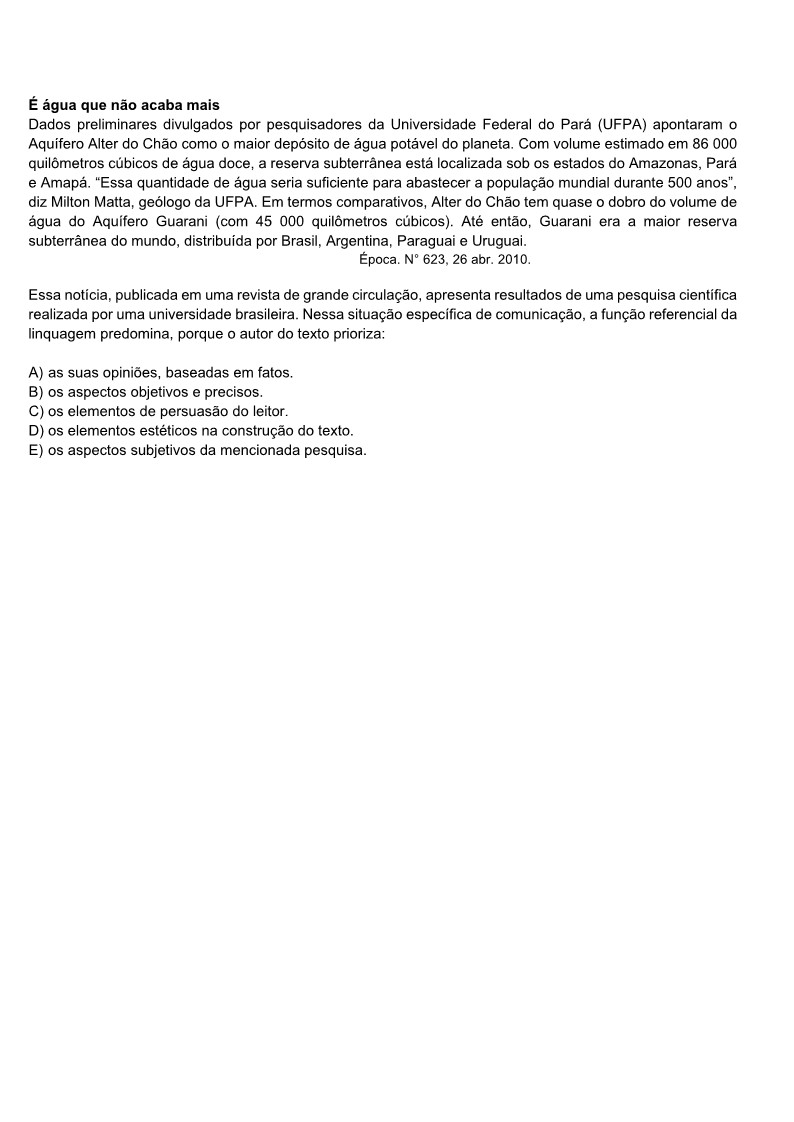 É água que não acaba mais
Dados preliminares divulgados por pesquisadores da Universidade Federal do Pará (UFPA) apontaram o
Aquífero Alter do Chão como o maior depósito de água potável do planeta. Com volume estimado em 86 000
quilômetros cúbicos de água doce, a reserva subterrânea está localizada sob os estados do Amazonas, Pará
e Amapá. “Essa quantidade de água seria suficiente para abastecer a população mundial durante 500 anos”,
diz Milton Matta, geólogo da UFPA. Em termos comparativos, Alter do Chão tem quase o dobro do volume de
água do Aquífero Guarani (com 45 000 quilômetros cúbicos). Até então, Guarani era a maior reserva
subterrânea do mundo, distribuída por Brasil, Argentina, Paraguai e Uruguai.
Época. N° 623, 26 abr. 2010.
Essa notícia, publicada em uma revista de grande circulação, apresenta resultados de uma pesquisa científica
realizada por uma universidade brasileira. Nessa situação específica de comunicação, a função referencial da
linquagem predomina, porque o autor do texto prioriza:
A) as suas opiniões, baseadas em fatos.
B) os aspectos objetivos e precisos.
C) os elementos de persuasão do leitor.
D) os elementos estéticos na construção do texto.
E) os aspectos subjetivos da mencionada pesquisa.